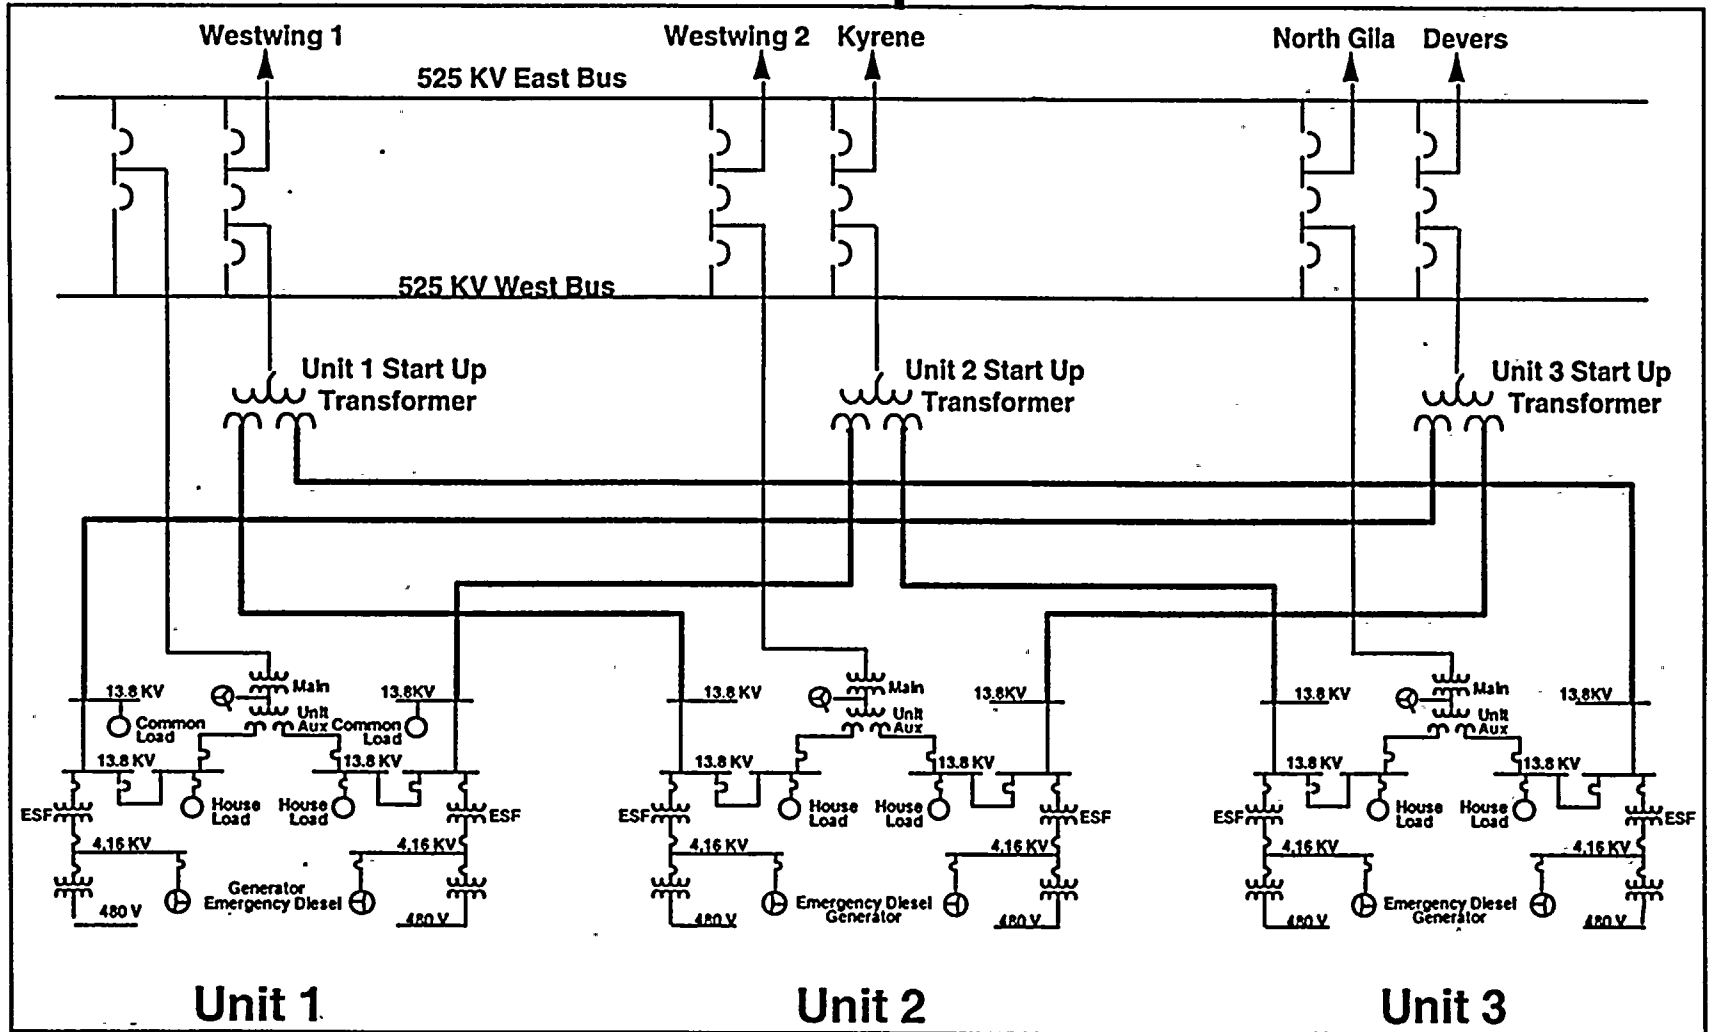 Westwing 1
Westwing 2
Kyrene
North Gila
Devers
525 KV East Bus
525 KV West Bus
Unit 1 Start Up
Transformer
Unit 2 Start Up
Transformer
Unit 3 Start Up
Transformer
13.8 KV
Common
Load
Main
Unit
Aux
13.8KV
Common
Load
13.8 KV
13.8 KV
House
Load
House
Load
ESF
ESF
4,16 KV
4,16 KV
Generator
Emergency Diesel
480 V
480 V
13.8 KV
Main
Unit
Aux
13.8KV
13.8 KV
13.8 KV
House
Load
House
Load
ESF
ESF
4,16 KV
4,16 KV
Emergency Diesel
Generator
480 V
480 V
13.8 KV
Main
Unit
Aux
13.8KV
13.8 KV
13.8 KV
House
Load
House
Load
ESF
ESF
4,16 KV
4,16 KV
Emergency Diesel
Generator
480 V
480 V
Unit 1
Unit 2
Unit 3